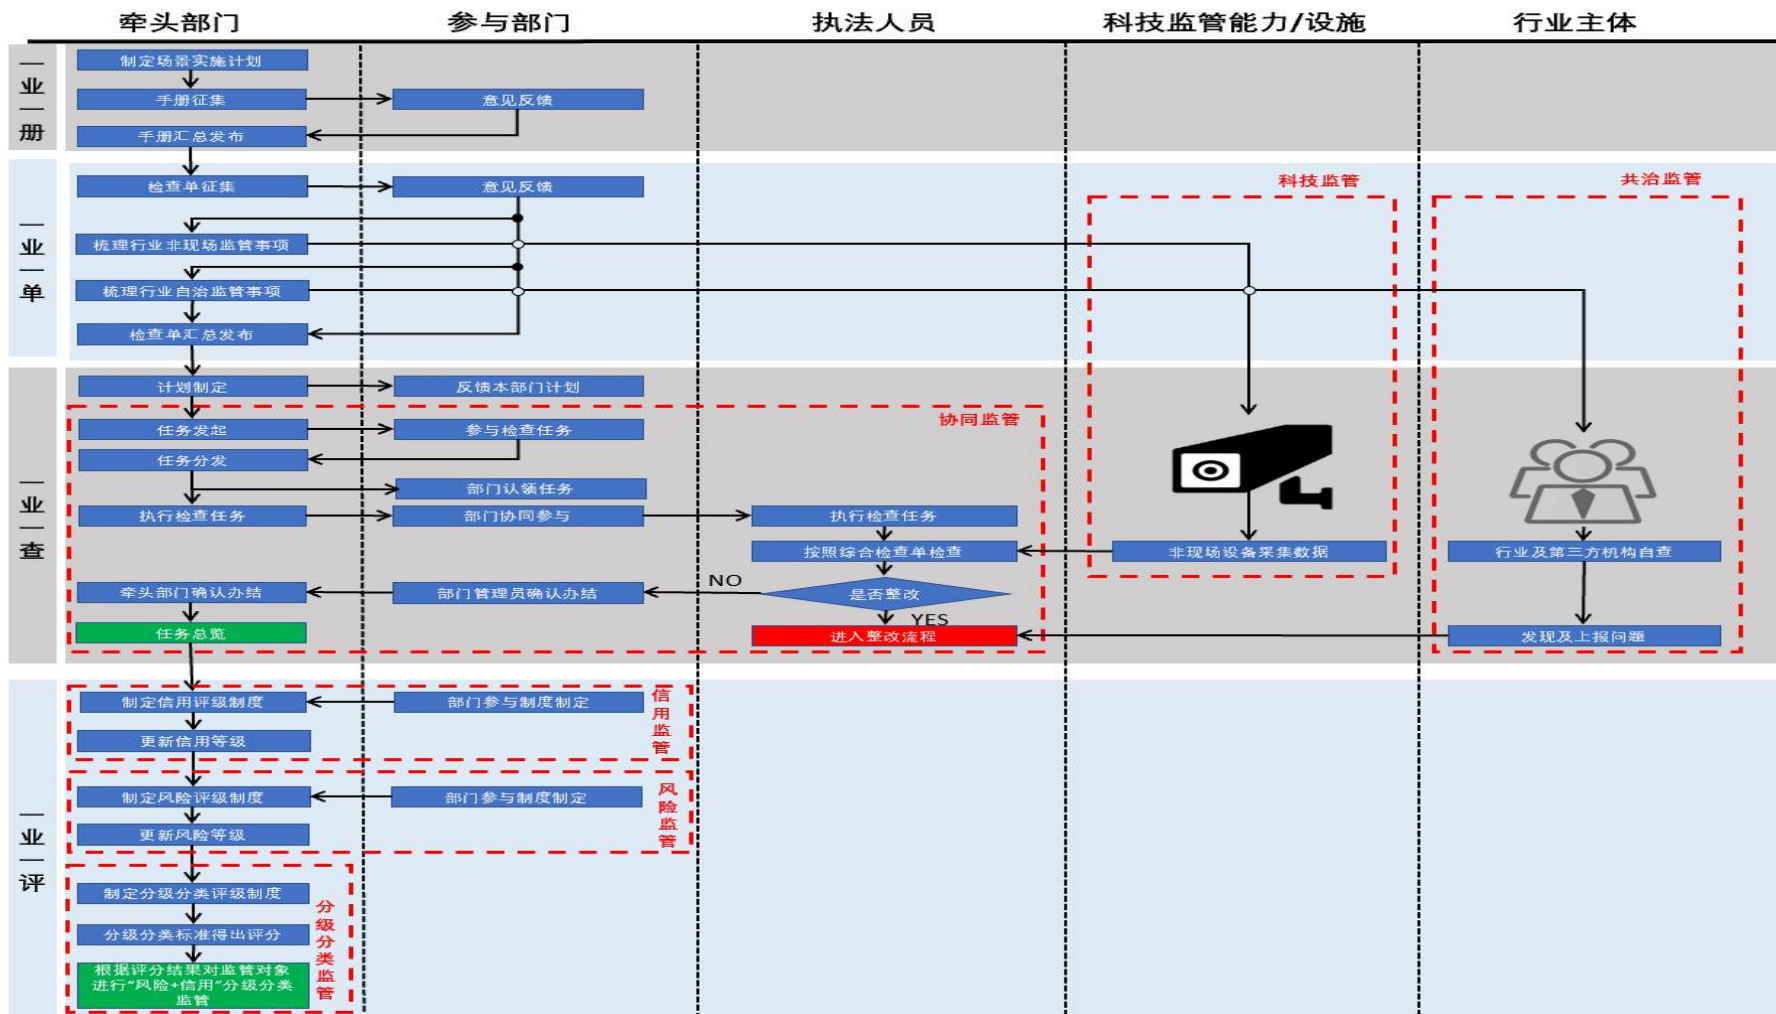 牵头部门
参与部门
执法人员
科技监管能力/设施
行业主体
一业一册
制定场景实施计划
手册征集
意见反馈
手册汇总发布
一业一单
检查单征集
意见反馈
科技监管
共治监管
梳理行业非现场监管事项
梳理行业自治监管事项
检查单汇总发布
一业一查
计划制定
反馈本部门计划
协同监管
任务发起
参与检查任务
任务分发
部门认领任务
执行检查任务
部门协同参与
执行检查任务
按照综合检查单检查
非现场设备采集数据
行业及第三方机构自查
牵头部门确认办结
部门管理员确认办结
NO
是否整改
YES
任务总览
进入整改流程
发现及上报问题
一业一评
制定信用评级制度
部门参与制度制定
信用监管
更新信用等级
制定风险评级制度
部门参与制度制定
风险监管
更新风险等级
制定分级分类评级制度
分级分类标准得出评分
分级分类监管
根据评分结果对监管对象
进行“风险+信用”分级分类
监管